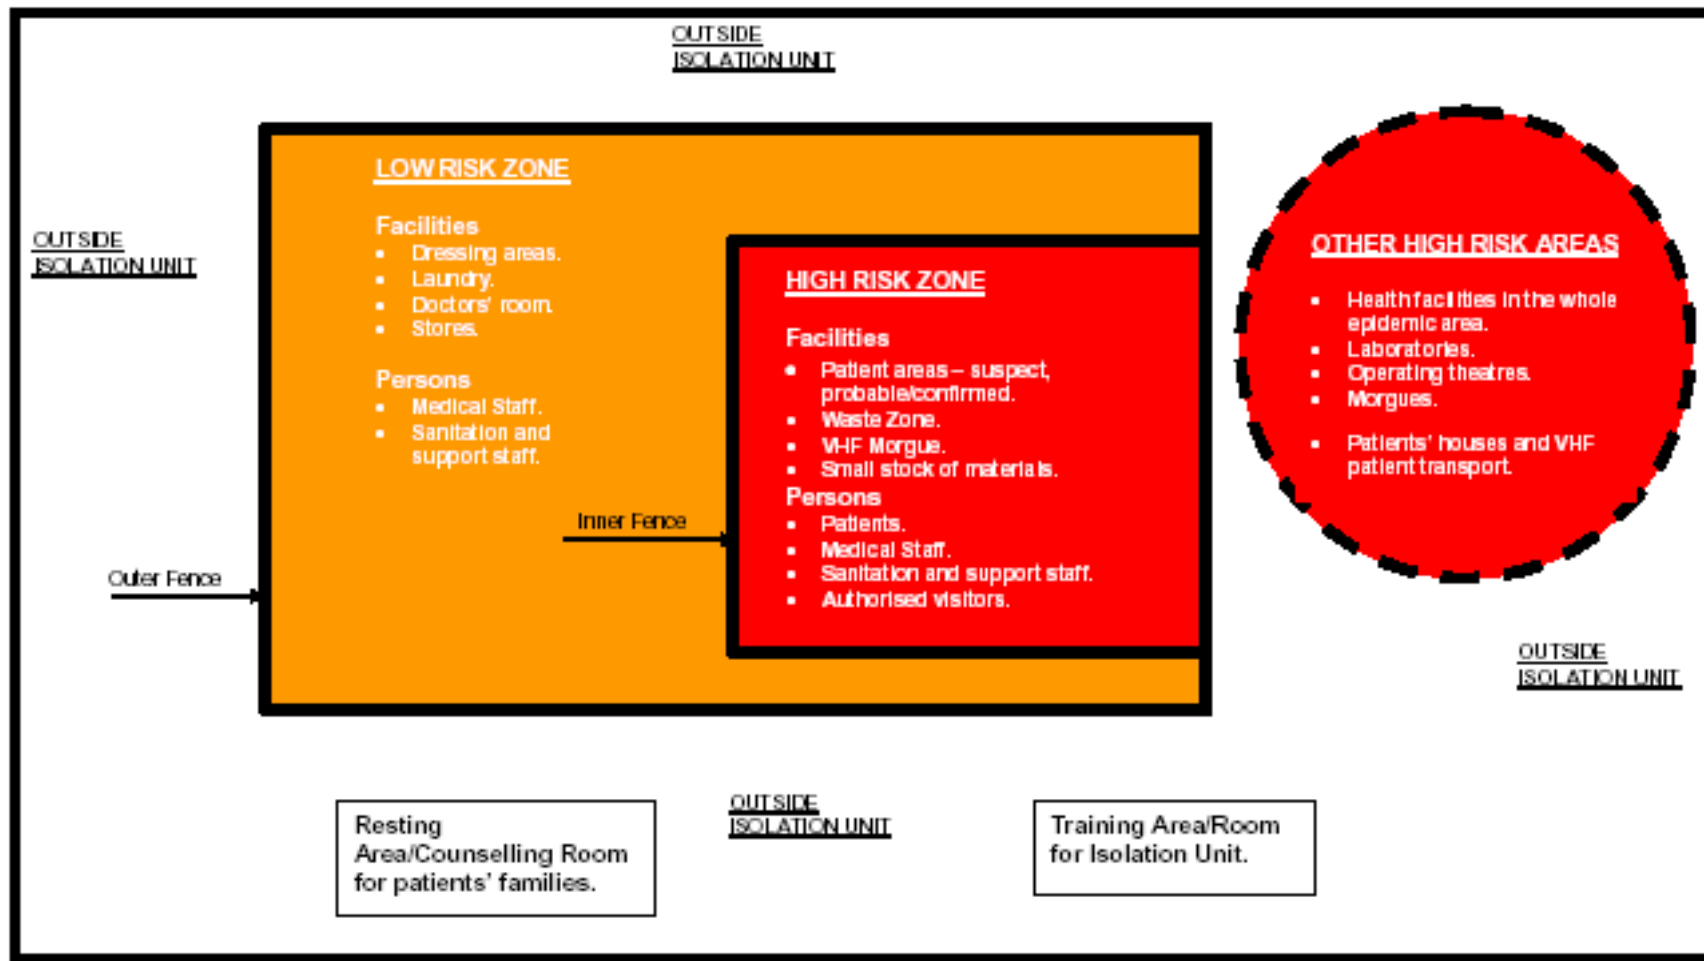 OUTSIDE
ISOLATION UNIT
OUTSIDE
ISOLATION UNIT
LOW RISK ZONE
Facilities
• Dressing areas.
• Laundry.
• Doctors' room.
• Stores.
Persons
• Medical Staff.
• Sanitation and
support staff.
Inner Fence
Outer Fence
HIGH RISK ZONE
Facilities
• Patient areas – suspect,
probable/confirmed.
• Waste Zone.
• VHF Morgue.
• Small stock of materials.
Persons
• Patients.
• Medical Staff.
• Sanitation and support staff.
• Authorised visitors.
OTHER HIGH RISK AREAS
• Health facilities in the whole
epidemic area.
• Laboratories.
• Operating theatres.
• Morgues.
• Patients' houses and VHF
patient transport.
OUTSIDE
ISOLATION UNIT
Resting
Area/Counselling Room
for patients' families.
OUTSIDE
ISOLATION UNIT
Training Area/Room
for Isolation Unit.